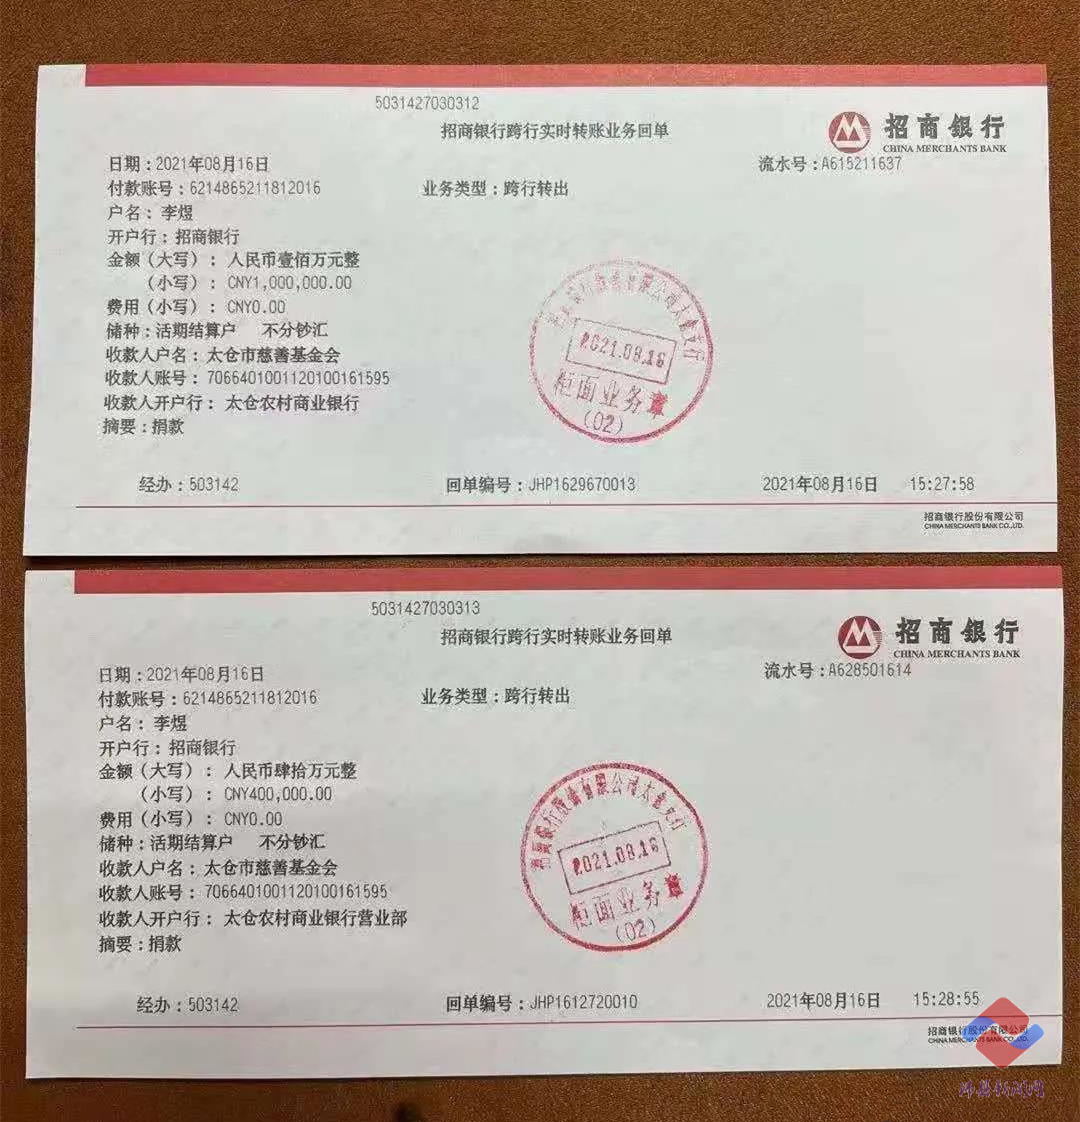 5031427030312
招商银行跨行实时转账业务回单
招商银行
CHINA MERCHANTS BANK
日期：2021年08月16日
流水号：A615211637
付款账号：6214865211812016
业务类型：跨行转出
户名：李煜
开户行：招商银行
金额（大写）：人民币壹佰万元整
（小写）：CNY1,000,000.00
费用（小写）：CNY0.00
储种：活期结算户 不分钞汇
收款人户名：太仓市慈善基金会
收款人账号：7066401001120100161595
收款人开户行：太仓农村商业银行
摘要：捐款
2021.08.16
柜面业务章
(02)
经办：503142
回单编号：JHP1629670013
2021年08月16日 15:27:58
招商银行股份有限公司
CHINA MERCHANTS BANK CO.,LTD.
5031427030313
招商银行跨行实时转账业务回单
招商银行
CHINA MERCHANTS BANK
日期：2021年08月16日
流水号：A628501614
付款账号：6214865211812016
业务类型：跨行转出
户名：李煜
开户行：招商银行
金额（大写）：人民币肆拾万元整
（小写）：CNY400,000.00
费用（小写）：CNY0.00
储种：活期结算户 不分钞汇
收款人户名：太仓市慈善基金会
收款人账号：7066401001120100161595
收款人开户行：太仓农村商业银行营业部
摘要：捐款
招商银行股份有限公司太仓支行
2021.08.16
柜面业务章
(02)
经办：503142
回单编号：JHP1612720010
2021年08月16日 15:28:55
招商银行股份有限公司
CHINA MERCHANTS BANK CO.,LTD.